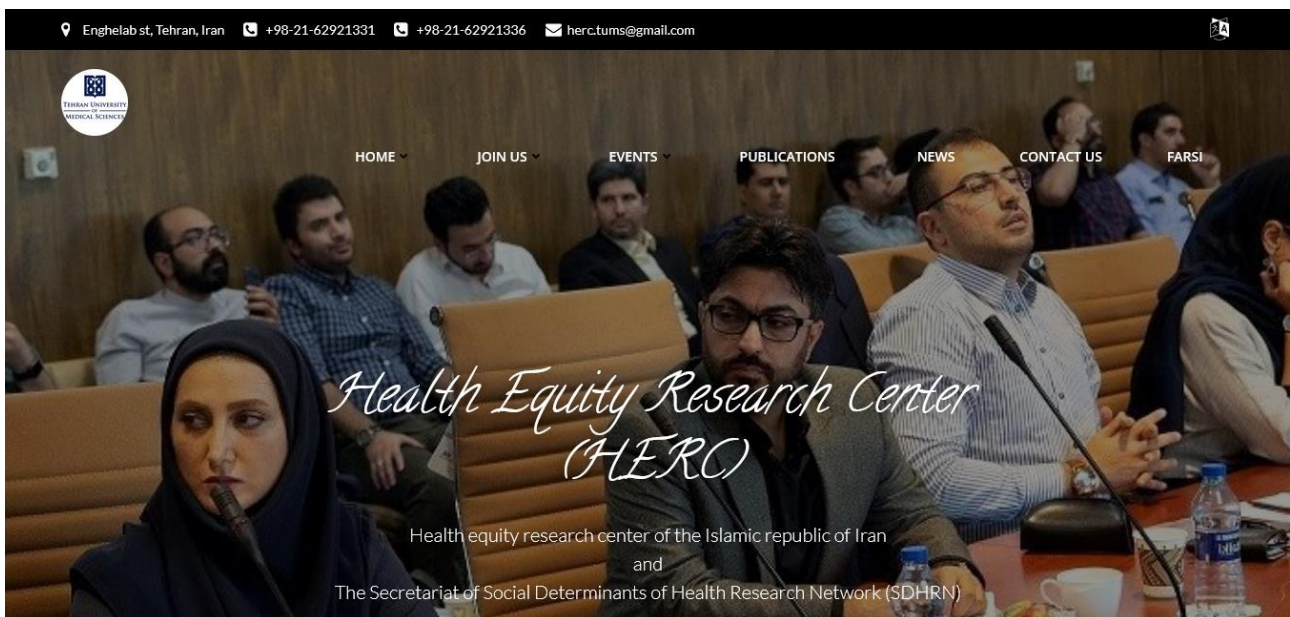 Enghelab st, Tehran, Iran +98-21-62921331 +98-21-62921336 herc.tums@gmail.com
TEHRAN UNIVERSITY
OF
MEDICAL SCIENCES
HOME JOIN US EVENTS PUBLICATIONS NEWS CONTACT US FARSI
Health Equity Research Center
(HERC)
Health equity research center of the Islamic republic of Iran
and
The Secretariat of Social Determinants of Health Research Network (SDHRN)